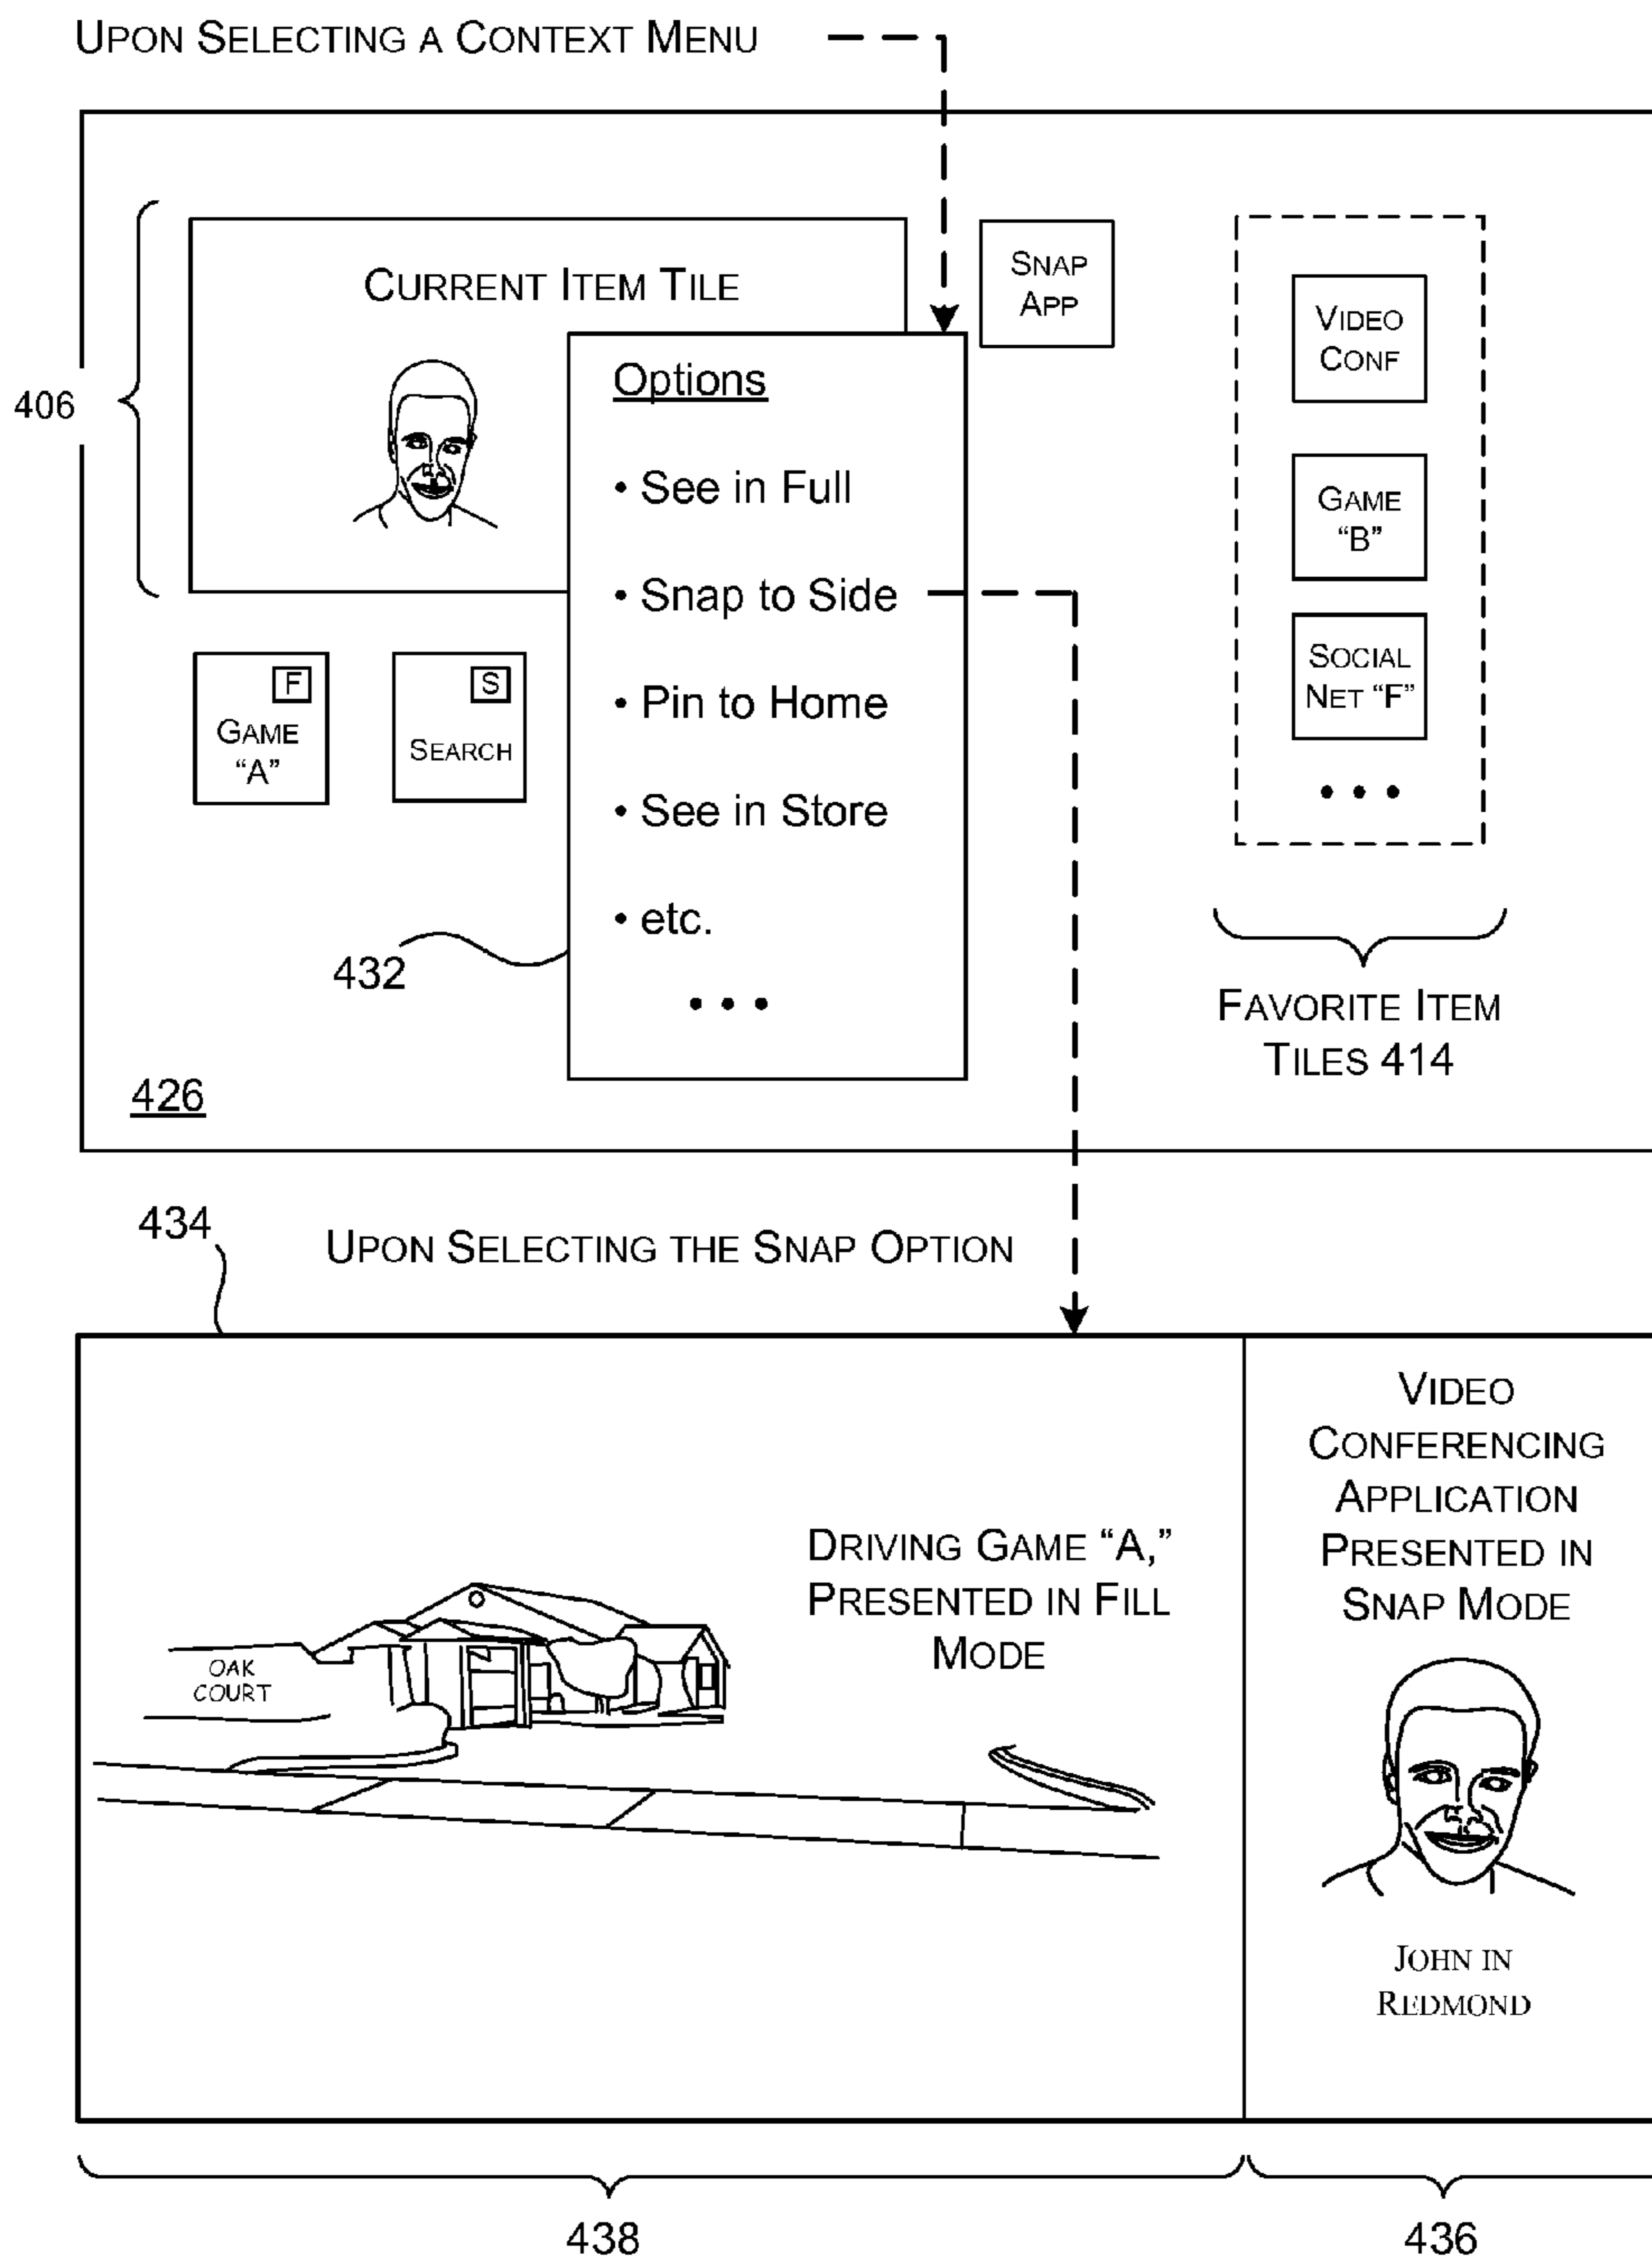 UPON SELECTING A CONTEXT MENU
406
CURRENT ITEM TILE
SNAP
APP
VIDEO
CONF
GAME
“B”
SOCIAL
NET “F”
• • •
Options
• See in Full
• Snap to Side
• Pin to Home
• See in Store
• etc.
• • •
F
GAME
“A”
S
SEARCH
432
FAVORITE ITEM
TILES 414
426
434
UPON SELECTING THE SNAP OPTION
OAK
COURT
DRIVING GAME “A,”
PRESENTED IN FILL
MODE
VIDEO
CONFERENCING
APPLICATION
PRESENTED IN
SNAP MODE
JOHN IN
REDMOND
438
436